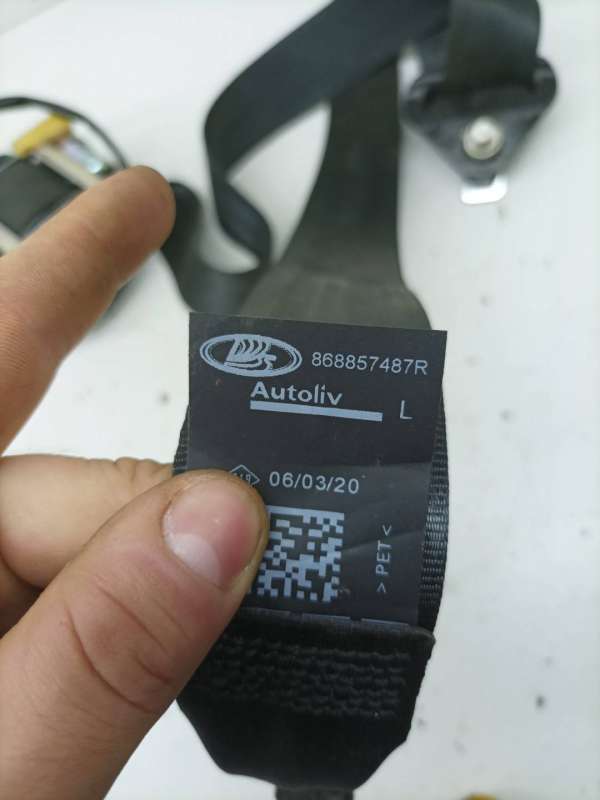 868857487R
Autoliv
L
06/03/20
> PET <